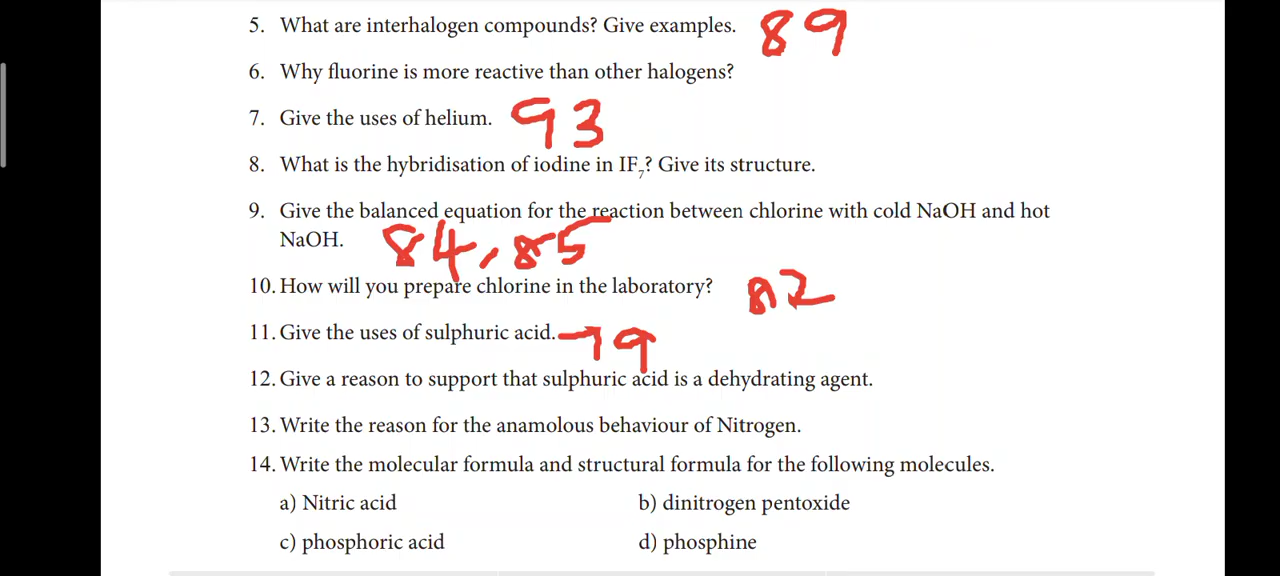 5. What are interhalogen compounds? Give examples. 89
6. Why fluorine is more reactive than other halogens?
7. Give the uses of helium. 93
8. What is the hybridisation of iodine in IF₇? Give its structure.
9. Give the balanced equation for the reaction between chlorine with cold NaOH and hot
NaOH. 84, 85
10. How will you prepare chlorine in the laboratory? 82
11. Give the uses of sulphuric acid. 79
12. Give a reason to support that sulphuric acid is a dehydrating agent.
13. Write the reason for the anamolous behaviour of Nitrogen.
14. Write the molecular formula and structural formula for the following molecules.
a) Nitric acid b) dinitrogen pentoxide
c) phosphoric acid d) phosphine